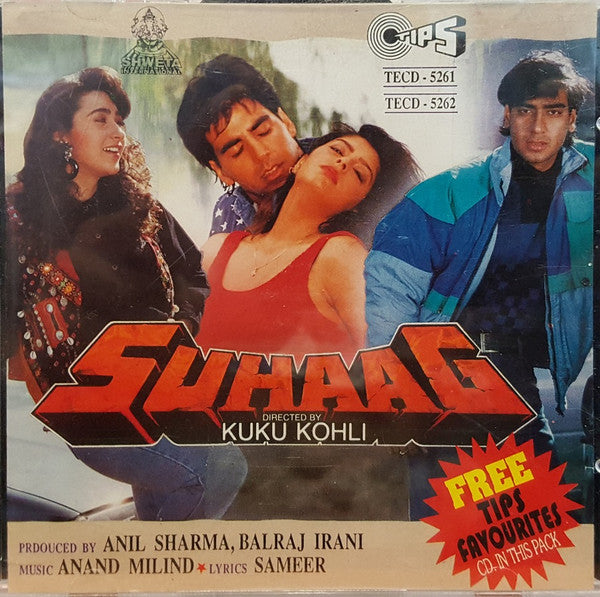 SHWETA
INTERNATIONAL
TIPS
TECD - 5261
TECD - 5262
SUHAAG
DIRECTED BY
KUKU KOHLI
FREE
TIPS
FAVOURITES
CD. IN THIS PACK
PRDOUCED BY ANIL SHARMA, BALRAJ IRANI
MUSIC ANAND MILIND ★ LYRICS SAMEER